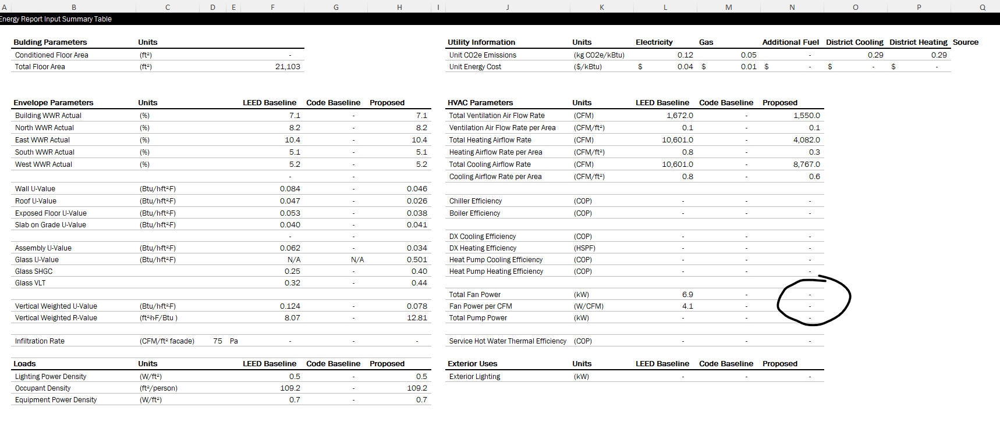 A B C D E F G H I J K L M N O P Q
Energy Report Input Summary Table
Bulding Parameters Units
Conditioned Floor Area (ft²) -
Total Floor Area (ft²) 21,103
Utility Information Units Electricity Gas Additional Fuel District Cooling District Heating Source
Unit CO2e Emissions (kg CO2e/kBtu) 0.12 0.05 - 0.29 0.29
Unit Energy Cost ($/kBtu) $ 0.04 $ 0.01 $ - $ - $ -
Envelope Parameters Units LEED Baseline Code Baseline Proposed
Building WWR Actual (%) 7.1 - 7.1
North WWR Actual (%) 8.2 - 8.2
East WWR Actual (%) 10.4 - 10.4
South WWR Actual (%) 5.1 - 5.1
West WWR Actual (%) 5.2 - 5.2
- -
Wall U-Value (Btu/h·ft²·F) 0.084 - 0.046
Roof U-Value (Btu/h·ft²·F) 0.047 - 0.026
Exposed Floor U-Value (Btu/h·ft²·F) 0.053 - 0.038
Slab on Grade U-Value (Btu/h·ft²·F) 0.040 - 0.041
- -
Assembly U-Value (Btu/h·ft²·F) 0.062 - 0.034
Glass U-Value (Btu/h·ft²·F) N/A N/A 0.501
Glass SHGC 0.25 - 0.40
Glass VLT 0.32 - 0.44
Vertical Weighted U-Value (Btu/h·ft²·F) 0.124 - 0.078
Vertical Weighted R-Value (ft²·h·F/Btu ) 8.07 - 12.81
Infiltration Rate (CFM/ft² facade) 75 Pa - - -
Loads Units LEED Baseline Code Baseline Proposed
Lighting Power Density (W/ft²) 0.5 - 0.5
Occupant Density (ft²/person) 109.2 - 109.2
Equipment Power Density (W/ft²) 0.7 - 0.7
HVAC Parameters Units LEED Baseline Code Baseline Proposed
Total Ventilation Air Flow Rate (CFM) 1,672.0 - 1,550.0
Ventilation Air Flow Rate per Area (CFM/ft²) 0.1 - 0.1
Total Heating Airflow Rate (CFM) 10,601.0 - 4,082.0
Heating Airflow Rate per Area (CFM/ft²) 0.8 - 0.3
Total Cooling Airflow Rate (CFM) 10,601.0 - 8,767.0
Cooling Airflow Rate per Area (CFM/ft²) 0.8 - 0.6
Chiller Efficiency (COP) - - -
Boiler Efficiency (COP) - - -
DX Cooling Efficiency (COP) - - -
DX Heating Efficiency (HSPF) - - -
Heat Pump Cooling Efficiency (COP) - - -
Heat Pump Heating Efficiency (COP) - - -
Total Fan Power (kW) 6.9 - -
Fan Power per CFM (W/CFM) 4.1 - -
Total Pump Power (kW) - - -
Service Hot Water Thermal Efficiency (COP) - - -
Exterior Uses Units LEED Baseline Code Baseline Proposed
Exterior Lighting (kW) - - -